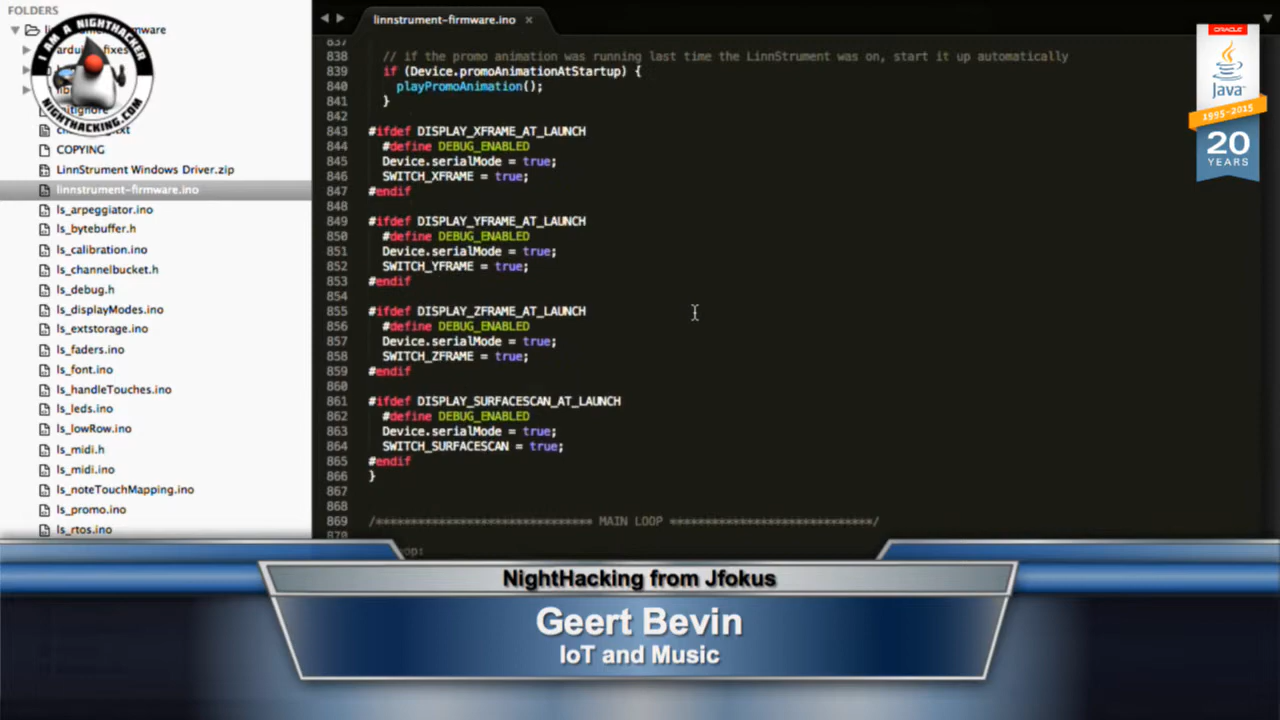 FOLDERS
I AM A NIGHTHACKER
NIGHTHACKING.COM
COPYING
LinnStrument Windows Driver.zip
linnstrument-firmware.ino
ls_arpeggiator.ino
ls_bytebuffer.h
ls_calibration.ino
ls_channelbucket.h
ls_debug.h
ls_displayModes.ino
ls_extstorage.ino
ls_faders.ino
ls_font.ino
ls_handleTouches.ino
ls_leds.ino
ls_lowRow.ino
ls_midi.h
ls_midi.ino
ls_noteTouchMapping.ino
ls_promo.ino
ls_rtos.ino
linnstrument-firmware.ino ×
837
838 // if the promo animation was running last time the LinnStrument was on, start it up automatically
839 if (Device.promoAnimationAtStartup) {
840 playPromoAnimation();
841 }
842
843 #ifdef DISPLAY_XFRAME_AT_LAUNCH
844 #define DEBUG_ENABLED
845 Device.serialMode = true;
846 SWITCH_XFRAME = true;
847 #endif
848
849 #ifdef DISPLAY_YFRAME_AT_LAUNCH
850 #define DEBUG_ENABLED
851 Device.serialMode = true;
852 SWITCH_YFRAME = true;
853 #endif
854
855 #ifdef DISPLAY_ZFRAME_AT_LAUNCH
856 #define DEBUG_ENABLED
857 Device.serialMode = true;
858 SWITCH_ZFRAME = true;
859 #endif
860
861 #ifdef DISPLAY_SURFACESCAN_AT_LAUNCH
862 #define DEBUG_ENABLED
863 Device.serialMode = true;
864 SWITCH_SURFACESCAN = true;
865 #endif
866 }
867
868
869 /******************************* MAIN LOOP *****************************/
870
ORACLE
Java
1995-2015
20
YEARS
NightHacking from Jfokus
Geert Bevin
IoT and Music